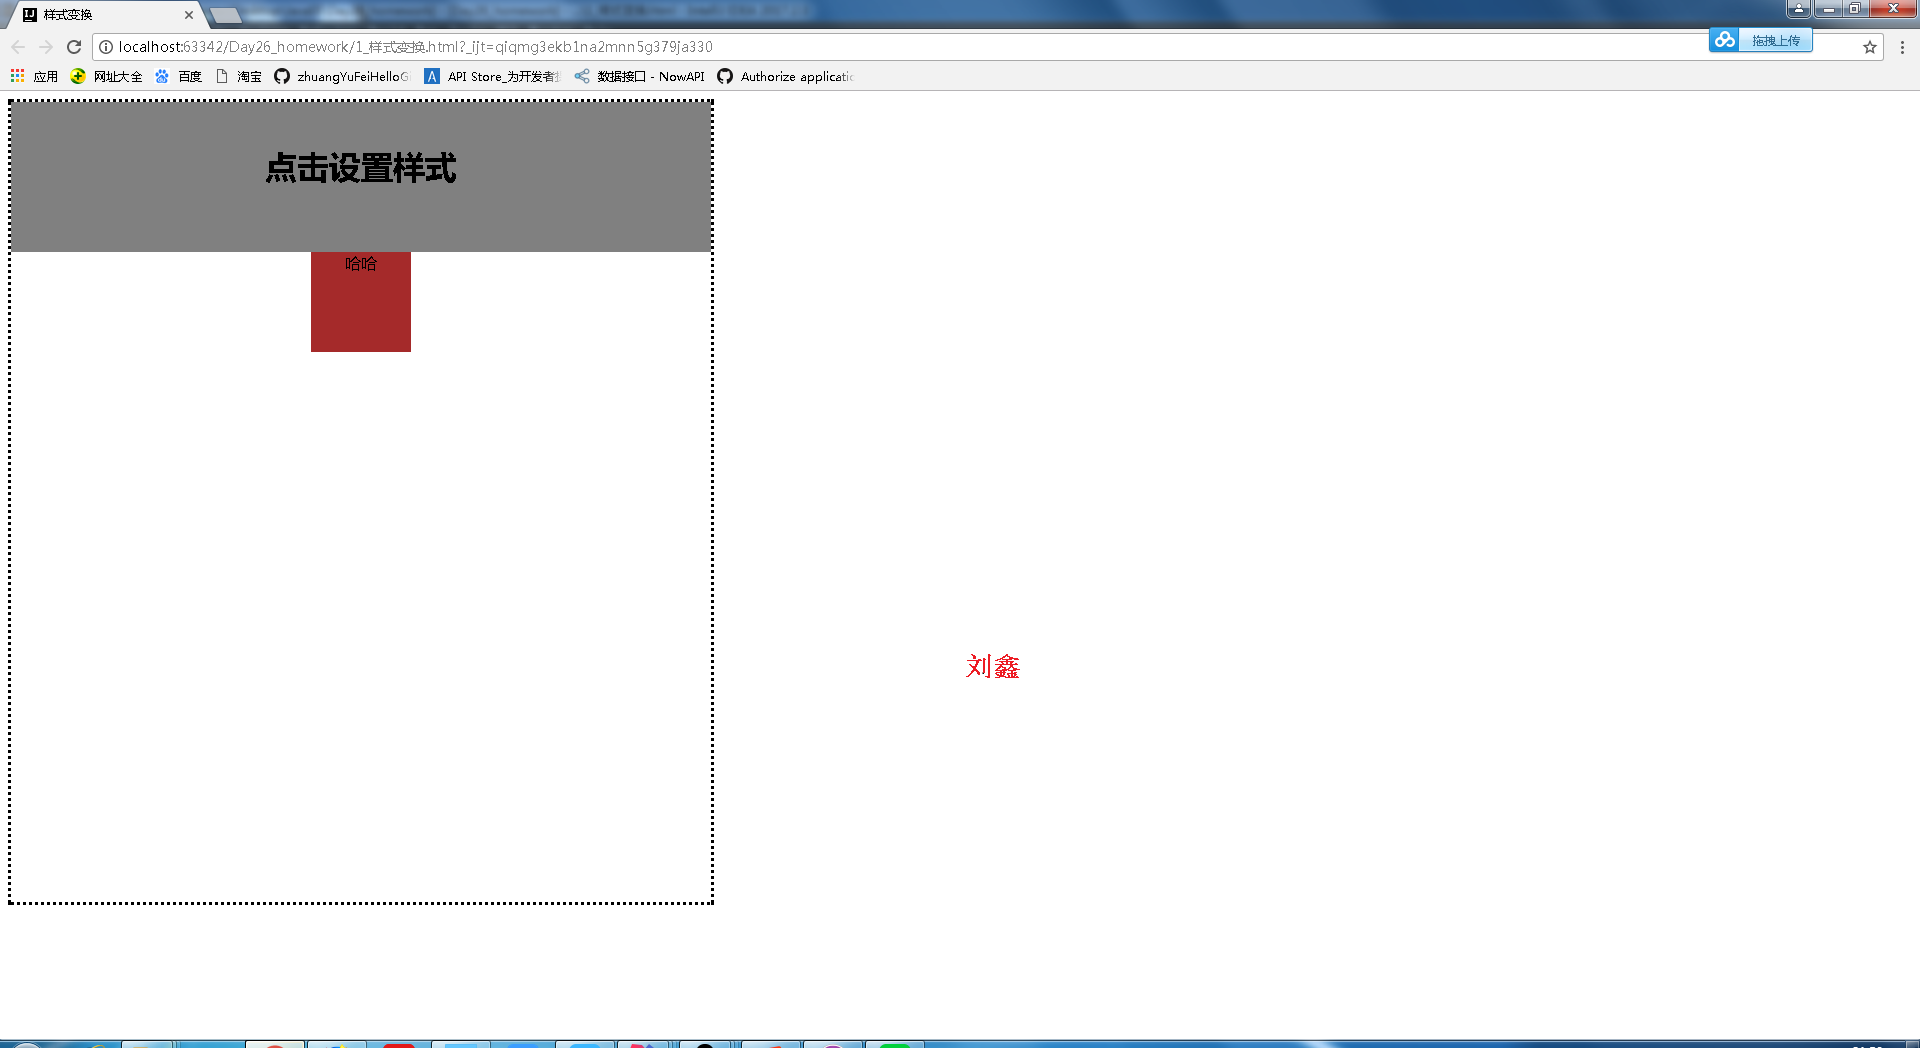 样式变换
localhost:63342/Day26_homework/1_样式变换.html?_ijt=qiqmg3ekb1na2mnn5g379ja330
拖拽上传
应用 网址大全 百度 淘宝 zhuangYuFeiHelloG API Store_为开发者 数据接口 - NowAPI Authorize applicatic
点击设置样式
哈哈
刘鑫